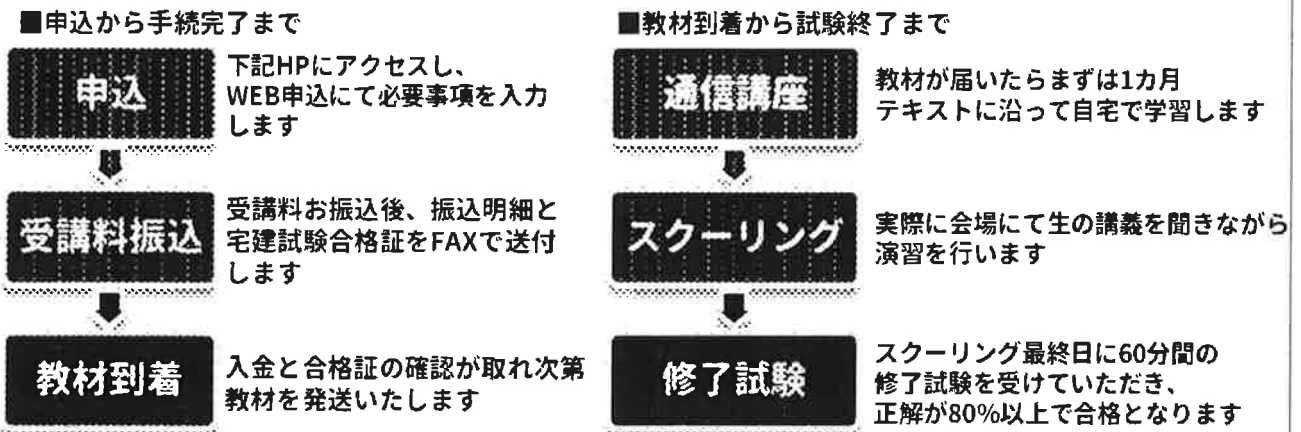 ■申込から手続完了まで
申込
下記HPにアクセスし、
WEB申込にて必要事項を入力
します
受講料振込
受講料お振込後、振込明細と
宅建試験合格証をFAXで送付
します
教材到着
入金と合格証の確認が取れ次第
教材を発送いたします
■教材到着から試験終了まで
通信講座
教材が届いたらまずは1カ月
テキストに沿って自宅で学習します
スクーリング
実際に会場にて生の講義を聞きながら
演習を行います
修了試験
スクーリング最終日に60分間の
修了試験を受けていただき、
正解が80%以上で合格となります